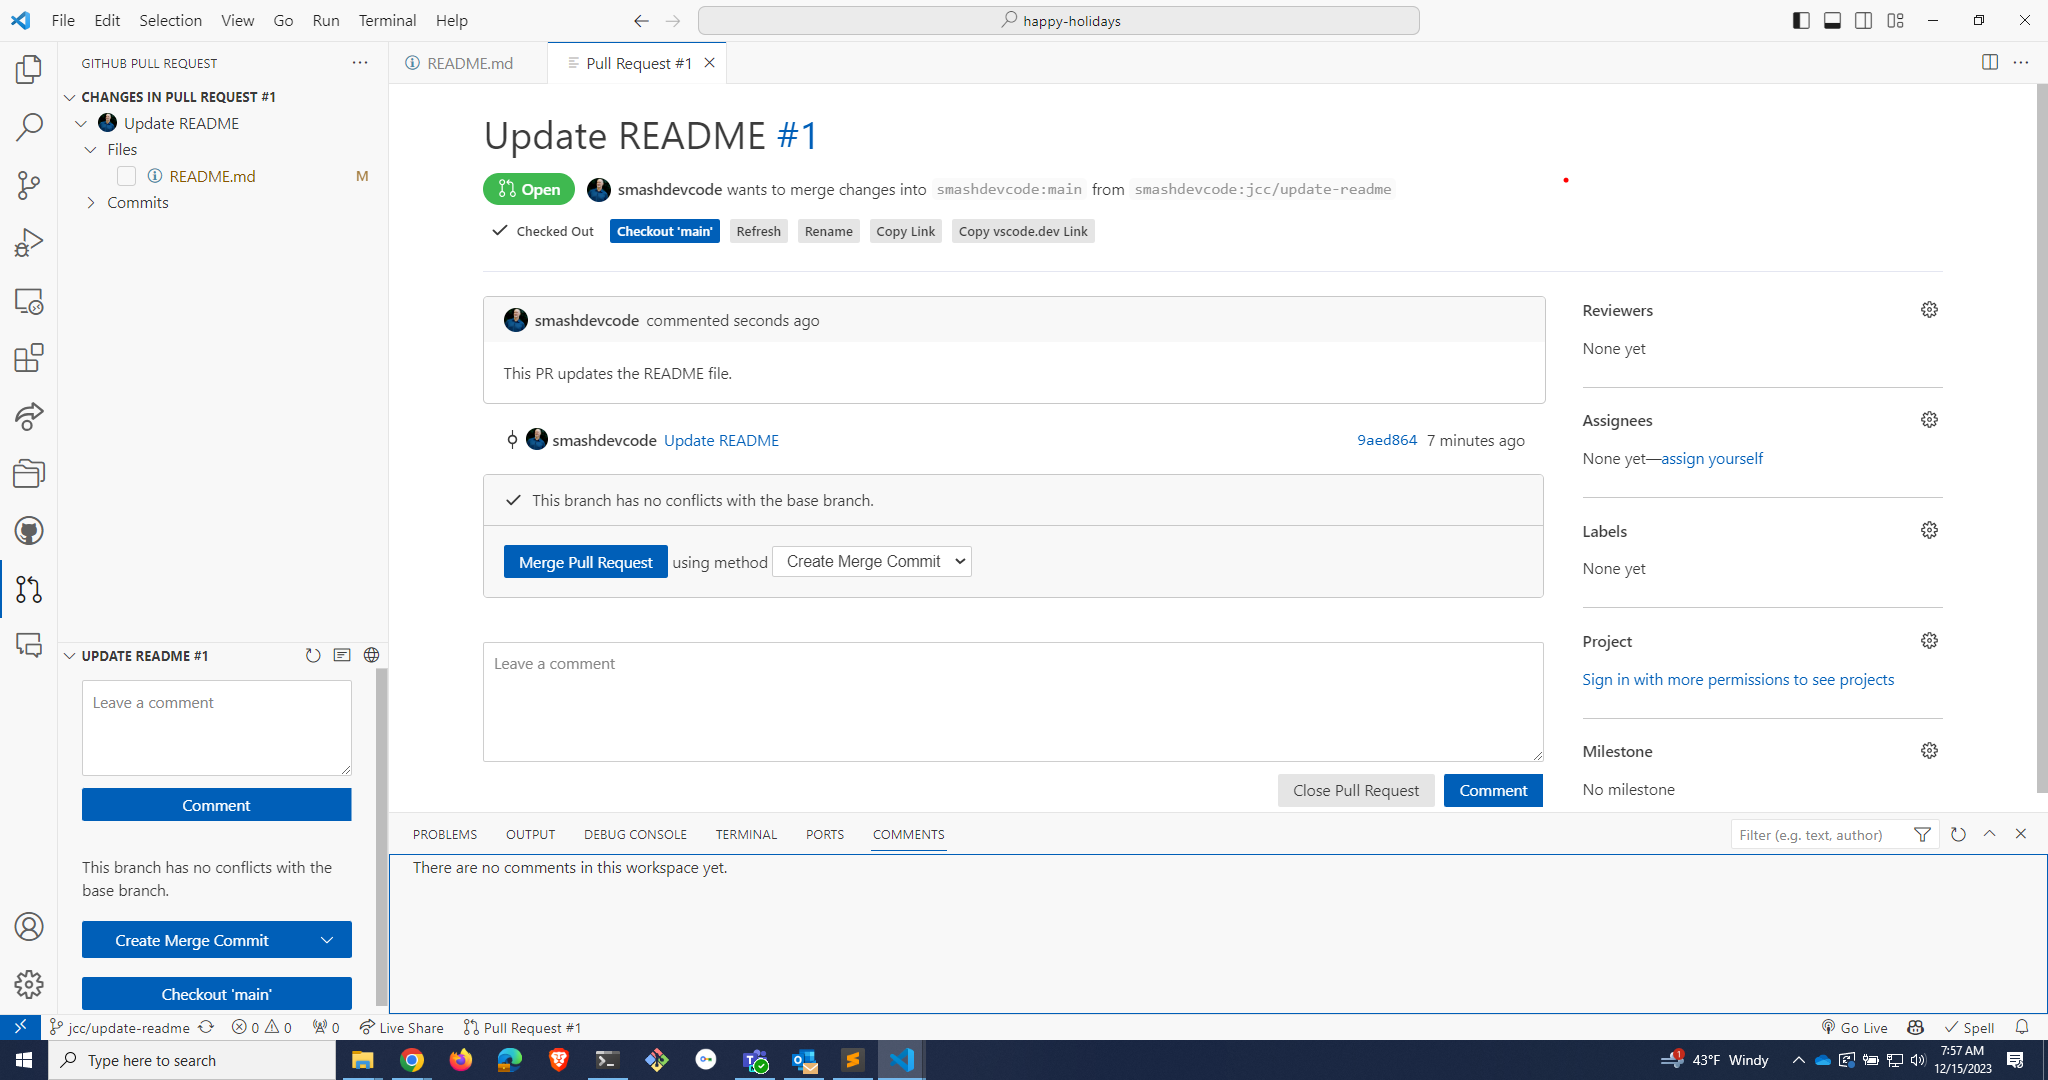 File Edit Selection View Go Run Terminal Help
happy-holidays
GITHUB PULL REQUEST
README.md
Pull Request #1
CHANGES IN PULL REQUEST #1
Update README
Files
README.md M
Commits
Update README #1
Open smashdevcode wants to merge changes into smashdevcode:main from smashdevcode:jcc/update-readme
Checked Out Checkout 'main' Refresh Rename Copy Link Copy vscode.dev Link
smashdevcode commented seconds ago
This PR updates the README file.
smashdevcode Update README 9aed864 7 minutes ago
This branch has no conflicts with the base branch.
Merge Pull Request using method Create Merge Commit
Leave a comment
Close Pull Request Comment
Reviewers
None yet
Assignees
None yet—assign yourself
Labels
None yet
Project
Sign in with more permissions to see projects
Milestone
No milestone
UPDATE README #1
Leave a comment
Comment
This branch has no conflicts with the
base branch.
Create Merge Commit
Checkout 'main'
PROBLEMS OUTPUT DEBUG CONSOLE TERMINAL PORTS COMMENTS
Filter (e.g. text, author)
There are no comments in this workspace yet.
jcc/update-readme 0 0 0 Live Share Pull Request #1
Go Live Spell
Type here to search
1 43°F Windy
7:57 AM
12/15/2023